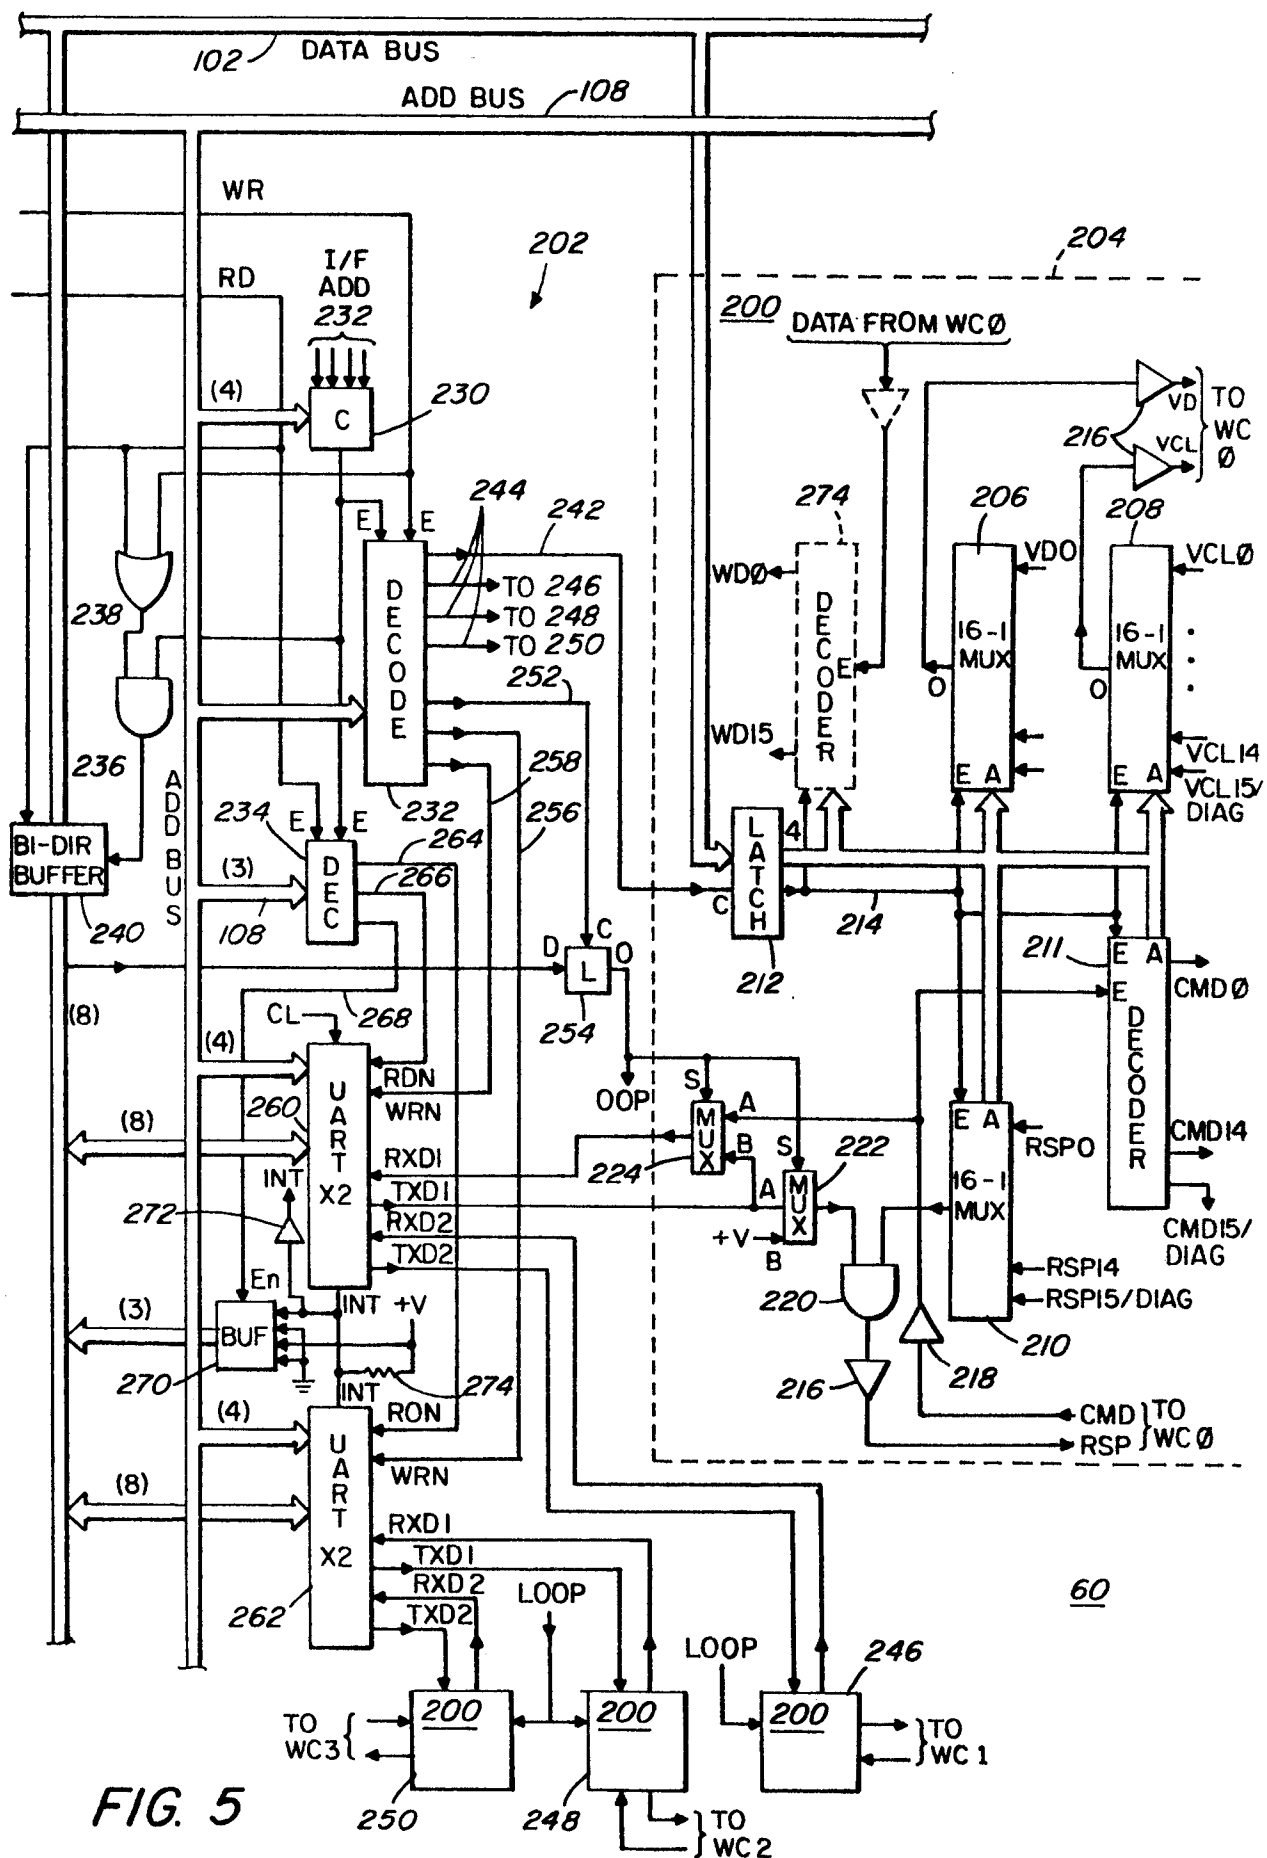 102
DATA BUS
ADD BUS
108
WR
202
204
I/F
ADD
232
RD
200
DATA FROM WCØ
(4)
C
230
VD
VCL
TO
WC
Ø
216
244
242
274
206
208
E
E
VDO
VCLØ
WDØ
DECODE
TO 246
TO 248
TO 250
DECODER
E
16-1
MUX
16-1
MUX
238
252
O
O
WD15
VCL14
VCL15/
DIAG
E A
E A
236
ADD BUS
258
256
232
234
E
E
264
266
LATCH
4
C
214
212
BI-DIR
BUFFER
240
(3)
108
DEC
D
C
O
L
254
211
E A
E
DECODER
CMDØ
(8)
CL
268
(4)
RDN
WRN
OOP
UART
X2
260
(8)
S
MUX
A
B
224
S
222
MUX
A
+V
B
E A
RSPO
16-1
MUX
CMD14
CMD15/
DIAG
INT
272
RXD1
TXD1
RXD2
TXD2
En
RSP14
RSP15/DIAG
220
210
218
216
(3)
BUF
270
INT
+V
274
INT
(4)
RON
WRN
CMD
RSP
TO
WCØ
UART
X2
262
(8)
RXD1
TXD1
RXD2
TXD2
LOOP
LOOP
60
246
200
200
200
TO
WC3
TO
WC1
250
248
TO
WC2
FIG. 5